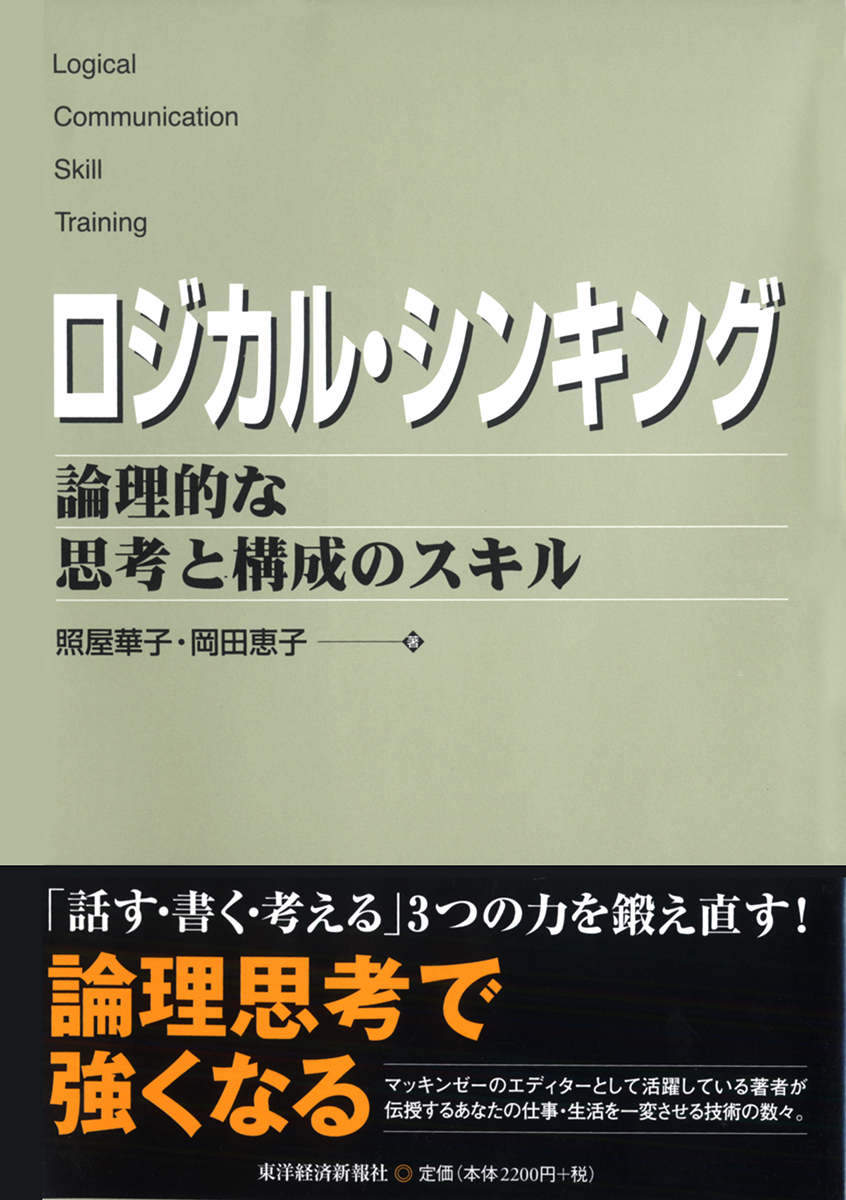 Logical
Communication
Skill
Training
ロジカル・シンキング
論理的な
思考と構成のスキル
照屋華子・岡田恵子 著
「話す・書く・考える」3つの力を鍛え直す!
論理思考で
強くなる
マッキンゼーのエディターとして活躍している著者が
伝授するあなたの仕事・生活を一変させる技術の数々。
東洋経済新報社 ◎ 定価(本体2200円+税)